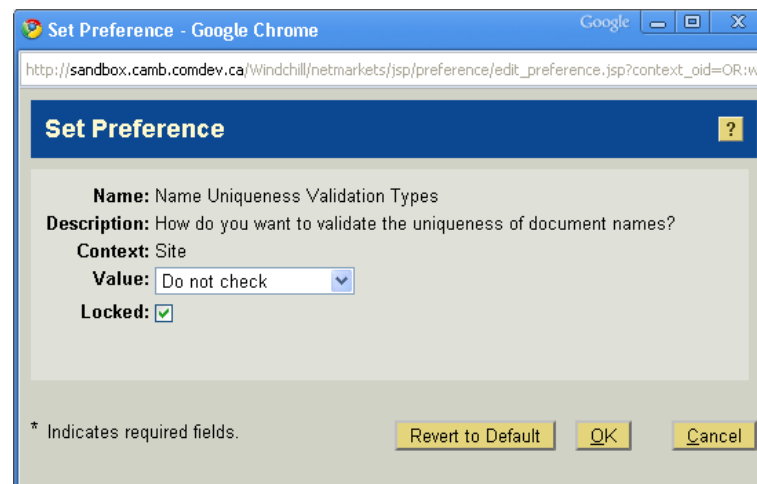 Set Preference - Google Chrome
Google
http://sandbox.camb.comdev.ca/Windchill/netmarkets/jsp/preference/edit_preference.jsp?context_oid=OR:w
Set Preference
?
Name: Name Uniqueness Validation Types
Description: How do you want to validate the uniqueness of document names?
Context: Site
Value: Do not check
Locked:
* Indicates required fields.
Revert to Default OK Cancel